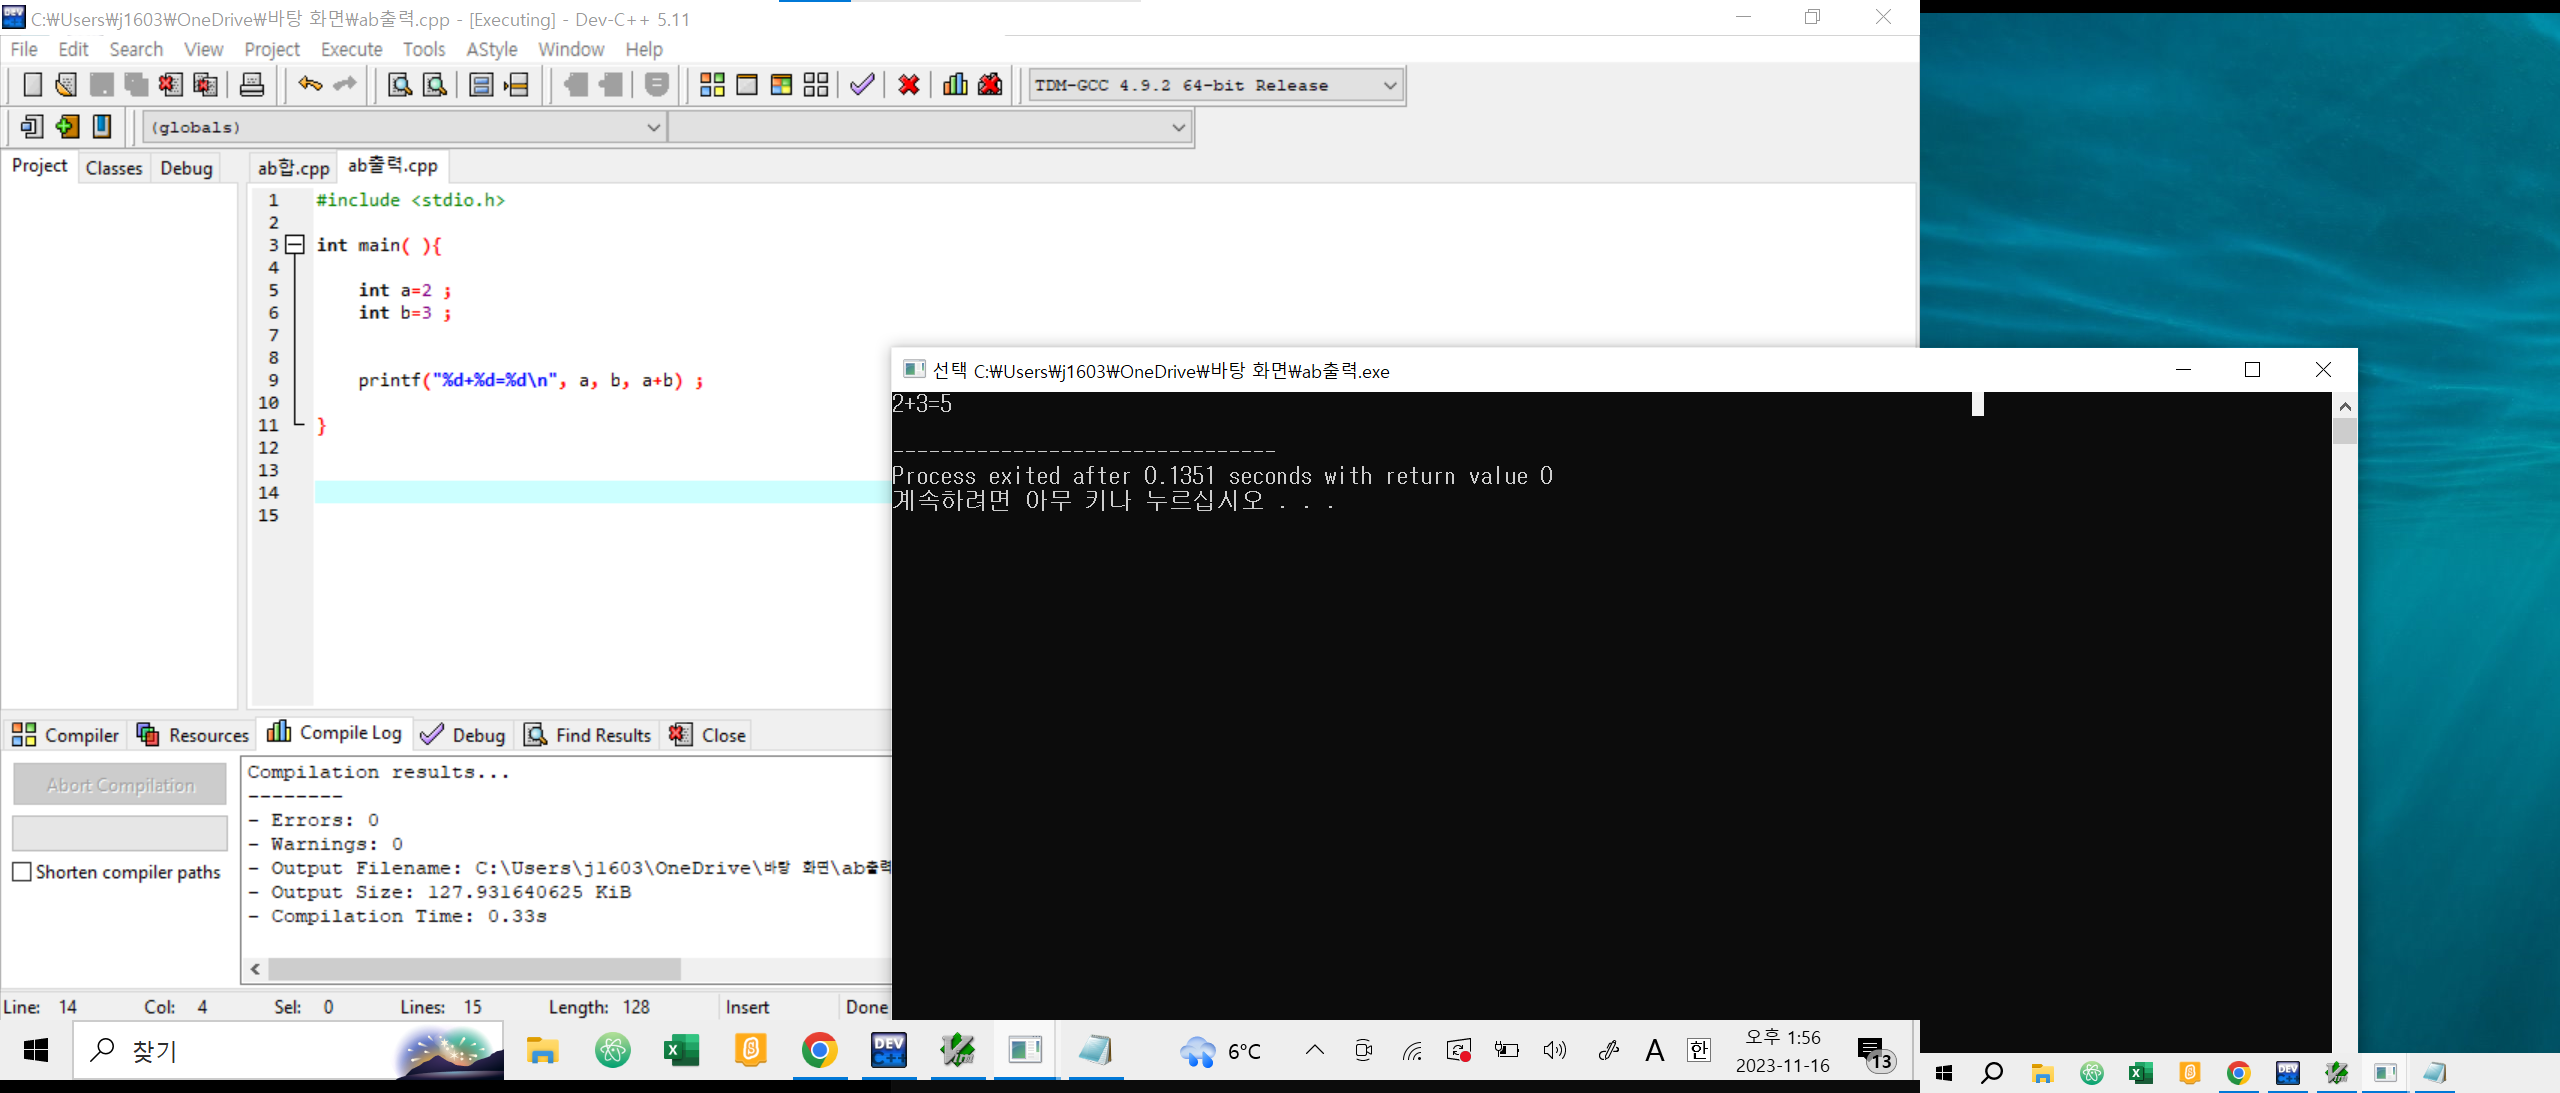 C:\Users\j1603\OneDrive\바탕 화면\ab출력.cpp - [Executing] - Dev-C++ 5.11
File Edit Search View Project Execute Tools AStyle Window Help
TDM-GCC 4.9.2 64-bit Release
(globals)
Project Classes Debug
ab합.cpp ab출력.cpp
1 #include <stdio.h>
2
3 int main( ){
4
5 int a=2 ;
6 int b=3 ;
7
8
9 printf("%d+%d=%d\n", a, b, a+b) ;
10
11 }
12
13
14
15
선택 C:\Users\j1603\OneDrive\바탕 화면\ab출력.exe
2+3=5
--------------------------------
Process exited after 0.1351 seconds with return value 0
계속하려면 아무 키나 누르십시오 . . .
Compiler Resources Compile Log Debug Find Results Close
Abort Compilation
Shorten compiler paths
Compilation results...
--------
- Errors: 0
- Warnings: 0
- Output Filename: C:\Users\j1603\OneDrive\바탕 화면\ab출력
- Output Size: 127.931640625 KiB
- Compilation Time: 0.33s
Line: 14 Col: 4 Sel: 0 Lines: 15 Length: 128 Insert Done
찾기
DEV C++
6°C
A 한
오후 1:56
2023-11-16
13